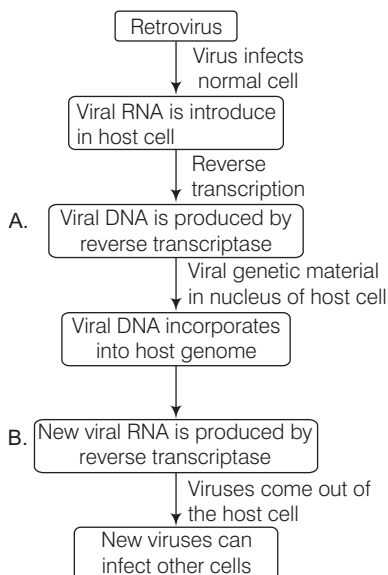 Retrovirus
Virus infects
normal cell
Viral RNA is introduce
in host cell
Reverse
transcription
A.
Viral DNA is produced by
reverse transcriptase
Viral genetic material
in nucleus of host cell
Viral DNA incorporates
into host genome
B.
New viral RNA is produced by
reverse transcriptase
Viruses come out of
the host cell
New viruses can
infect other cells